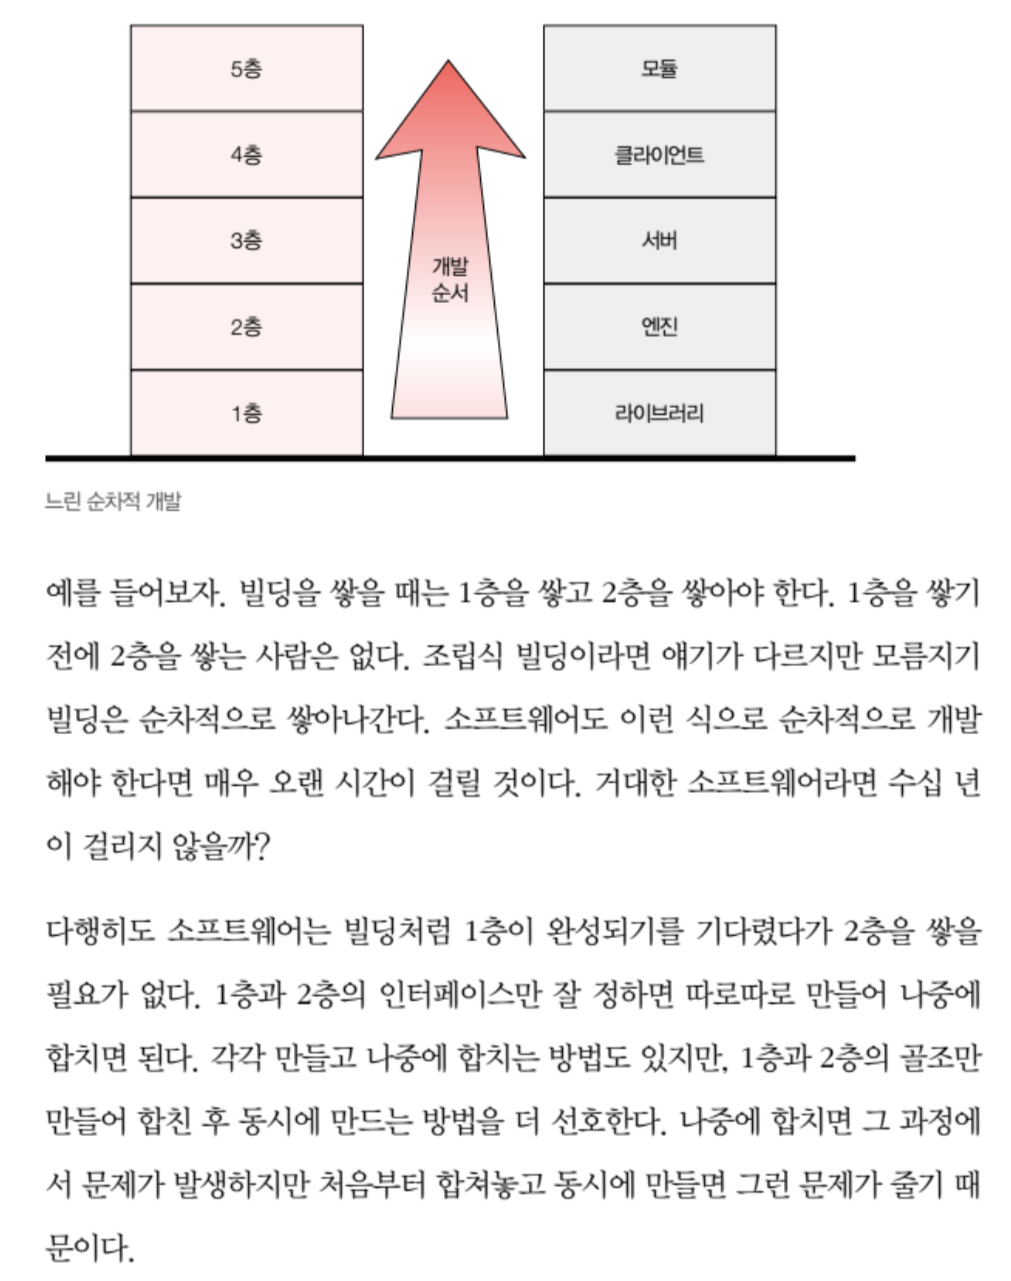 5층
모듈
4층
클라이언트
3층
서버
개발
순서
2층
엔진
1층
라이브러리
느린 순차적 개발
예를 들어보자. 빌딩을 쌓을 때는 1층을 쌓고 2층을 쌓아야 한다. 1층을 쌓기
전에 2층을 쌓는 사람은 없다. 조립식 빌딩이라면 얘기가 다르지만 모름지기
빌딩은 순차적으로 쌓아나간다. 소프트웨어도 이런 식으로 순차적으로 개발
해야 한다면 매우 오랜 시간이 걸릴 것이다. 거대한 소프트웨어라면 수십 년
이 걸리지 않을까?
다행히도 소프트웨어는 빌딩처럼 1층이 완성되기를 기다렸다가 2층을 쌓을
필요가 없다. 1층과 2층의 인터페이스만 잘 정하면 따로따로 만들어 나중에
합치면 된다. 각각 만들고 나중에 합치는 방법도 있지만, 1층과 2층의 골조만
만들어 합친 후 동시에 만드는 방법을 더 선호한다. 나중에 합치면 그 과정에
서 문제가 발생하지만 처음부터 합쳐놓고 동시에 만들면 그런 문제가 줄기 때
문이다.